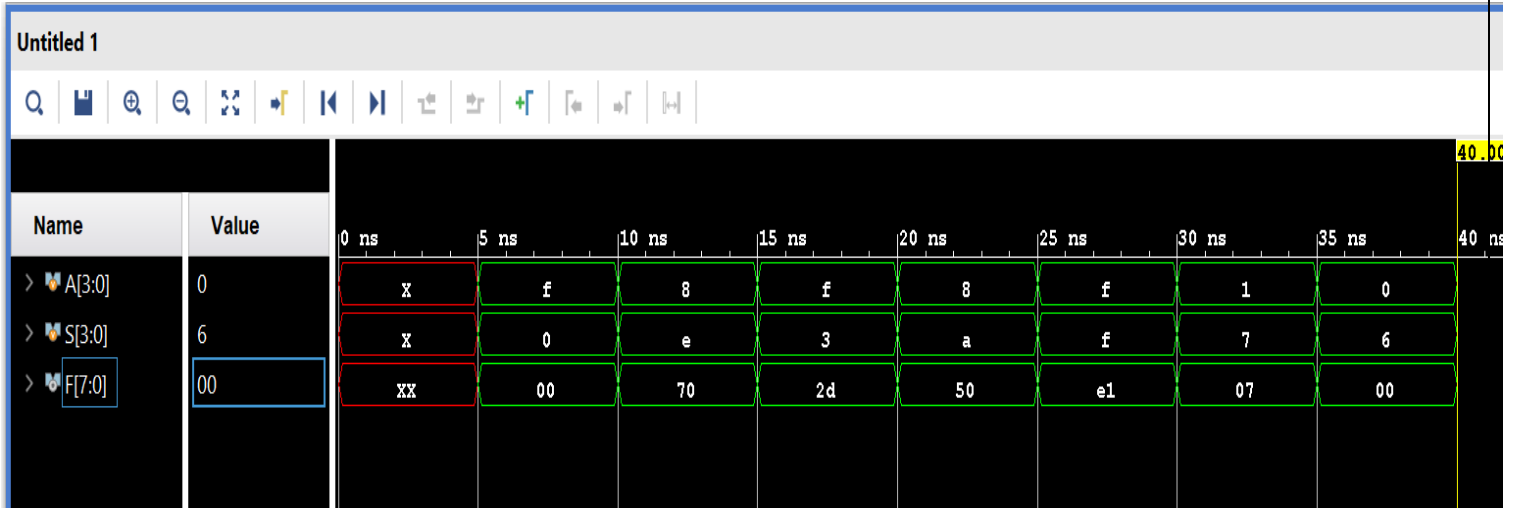 Untitled 1
40.00
Name Value
0 ns 5 ns 10 ns 15 ns 20 ns 25 ns 30 ns 35 ns 40 ns
A[3:0] 0 X f 8 f 8 f 1 0
S[3:0] 6 X 0 e 3 a f 7 6
F[7:0] 00 XX 00 70 2d 50 e1 07 00